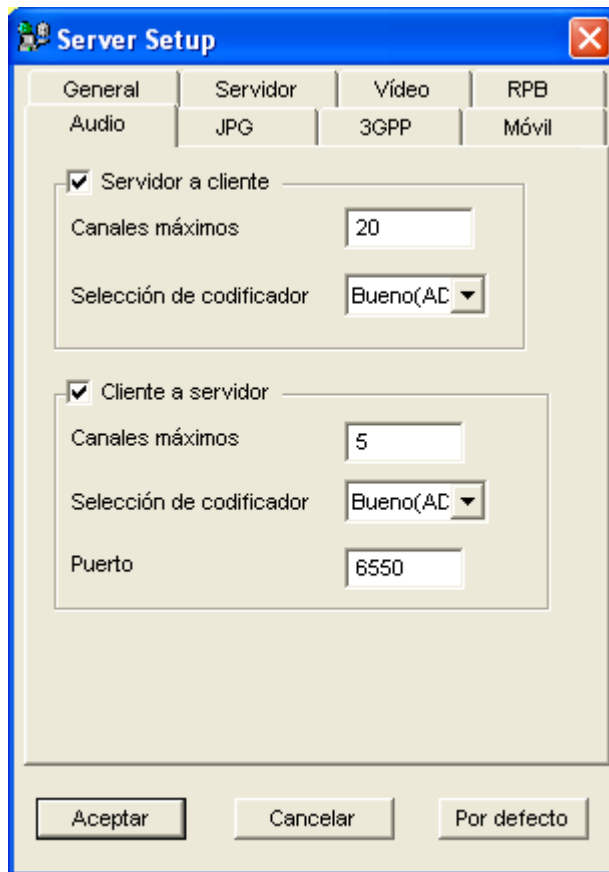 Server Setup
General Servidor Vídeo RPB
Audio JPG 3GPP Móvil
Servidor a cliente
Canales máximos 20
Selección de codificador Bueno(AD
Cliente a servidor
Canales máximos 5
Selección de codificador Bueno(AD
Puerto 6550
Aceptar Cancelar Por defecto